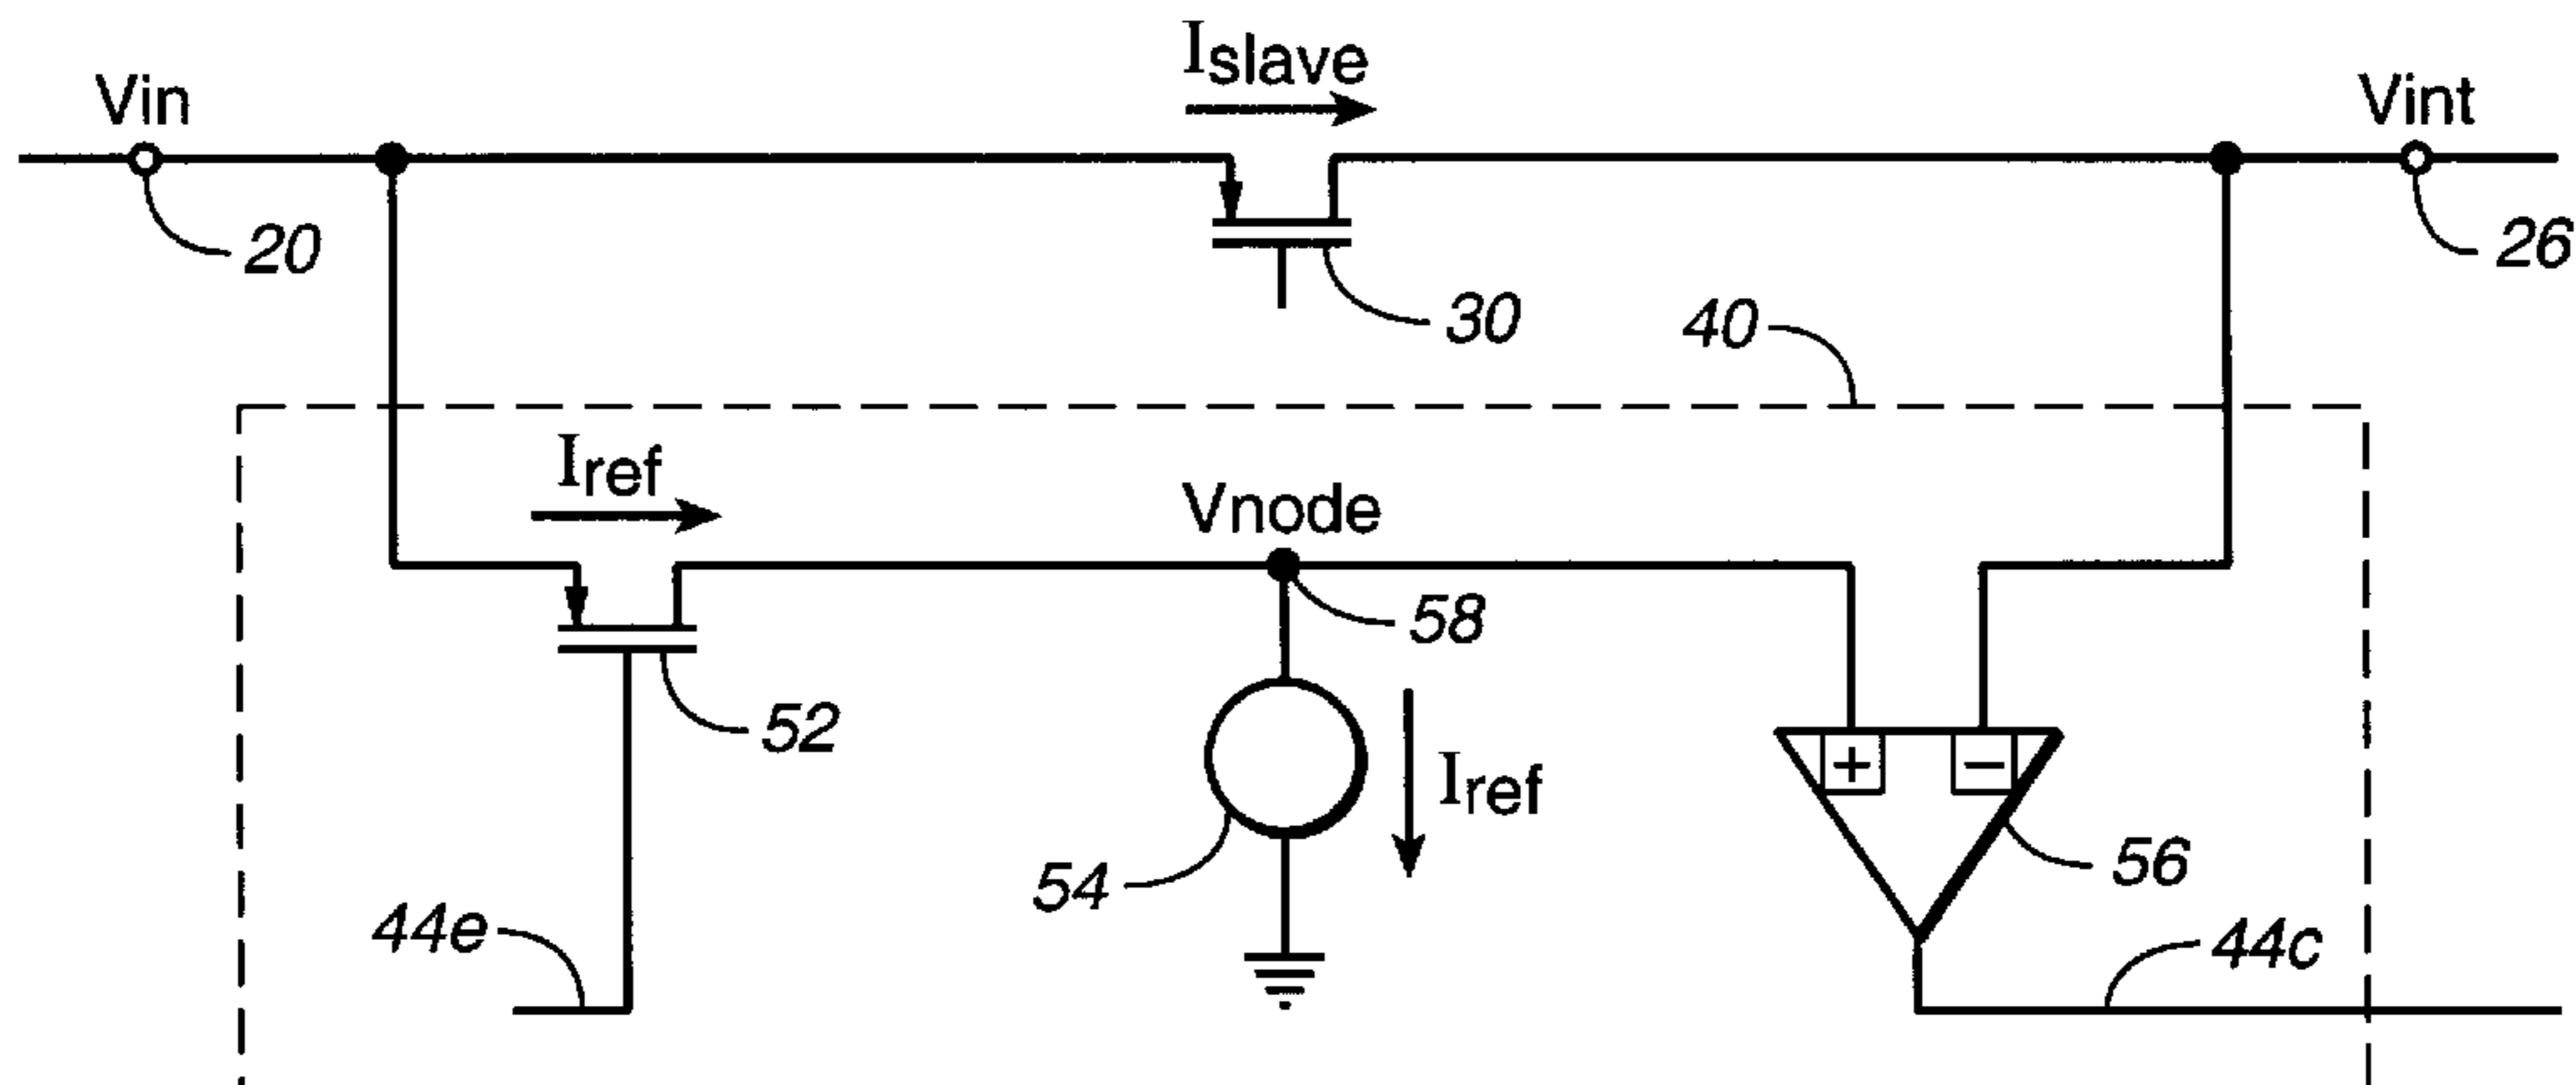 Islave
Vin
Vint
20
26
30
40
Iref
Vnode
58
52
+
−
Iref
54
56
44e
44c